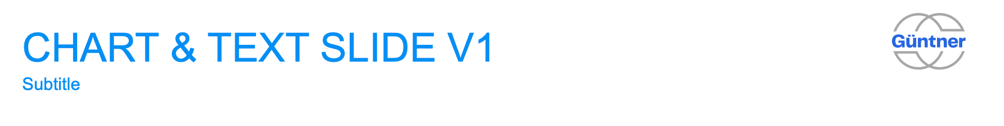 CHART & TEXT SLIDE V1
Subtitle
Güntner